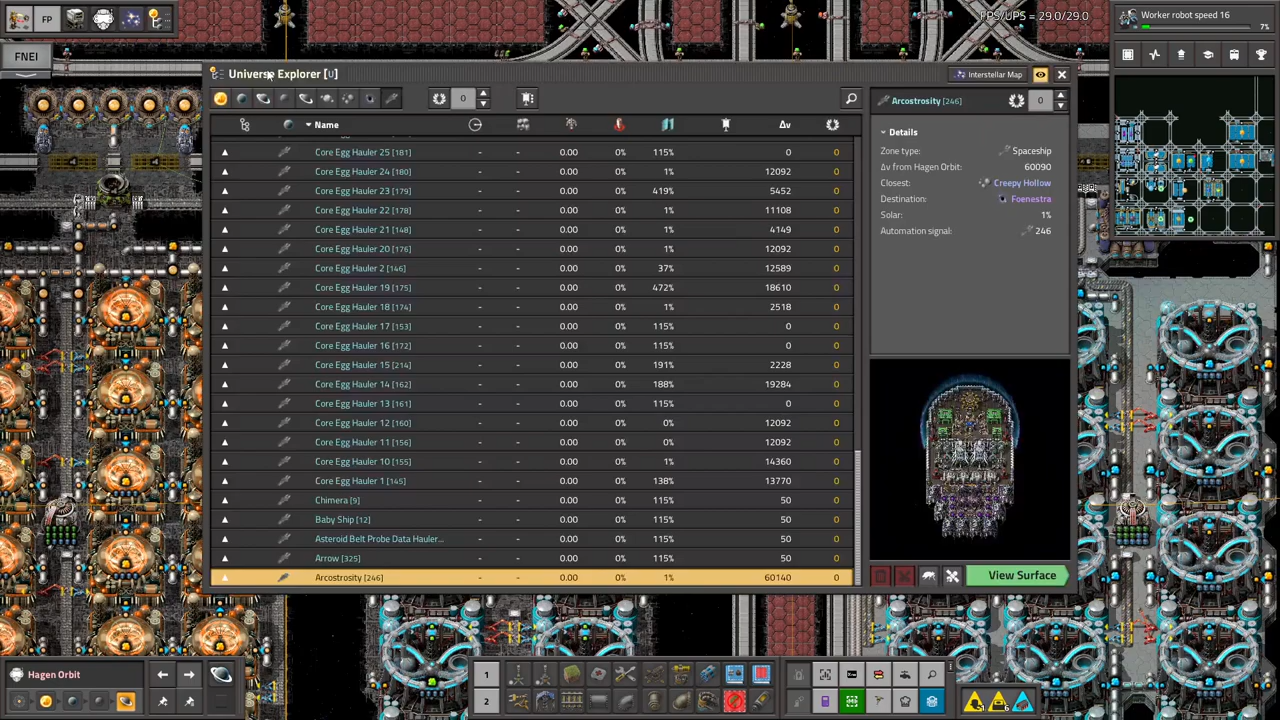 FP
FPS/UPS = 29.0/29.0
Worker robot speed 16
7%
FNEI
Universe Explorer [U]
Interstellar Map
0
Arcostrosity [246]
0
Name
Δv
Core Egg Hauler 25 [181] - - 0.00 0% 115% 0 0
Core Egg Hauler 24 [180] - - 0.00 0% 1% 12092 0
Core Egg Hauler 23 [179] - - 0.00 0% 419% 5452 0
Core Egg Hauler 22 [178] - - 0.00 0% 1% 11108 0
Core Egg Hauler 21 [148] - - 0.00 0% 1% 4149 0
Core Egg Hauler 20 [176] - - 0.00 0% 1% 12092 0
Core Egg Hauler 2 [146] - - 0.00 0% 37% 12589 0
Core Egg Hauler 19 [175] - - 0.00 0% 472% 18610 0
Core Egg Hauler 18 [174] - - 0.00 0% 1% 2518 0
Core Egg Hauler 17 [153] - - 0.00 0% 115% 0 0
Core Egg Hauler 16 [172] - - 0.00 0% 115% 0 0
Core Egg Hauler 15 [214] - - 0.00 0% 191% 2228 0
Core Egg Hauler 14 [162] - - 0.00 0% 188% 19284 0
Core Egg Hauler 13 [161] - - 0.00 0% 115% 0 0
Core Egg Hauler 12 [160] - - 0.00 0% 0% 12092 0
Core Egg Hauler 11 [156] - - 0.00 0% 0% 12092 0
Core Egg Hauler 10 [155] - - 0.00 0% 1% 14360 0
Core Egg Hauler 1 [145] - - 0.00 0% 138% 13770 0
Chimera [9] - - 0.00 0% 115% 50 0
Baby Ship [12] - - 0.00 0% 115% 50 0
Asteroid Belt Probe Data Hauler... - - 0.00 0% 115% 50 0
Arrow [325] - - 0.00 0% 115% 50 0
Arcostrosity [246] - - 0.00 0% 1% 60140 0
Details
Zone type: Spaceship
Δv from Hagen Orbit: 60090
Closest: Creepy Hollow
Destination: Foenestra
Solar: 1%
Automation signal: 246
View Surface
Hagen Orbit
1
2